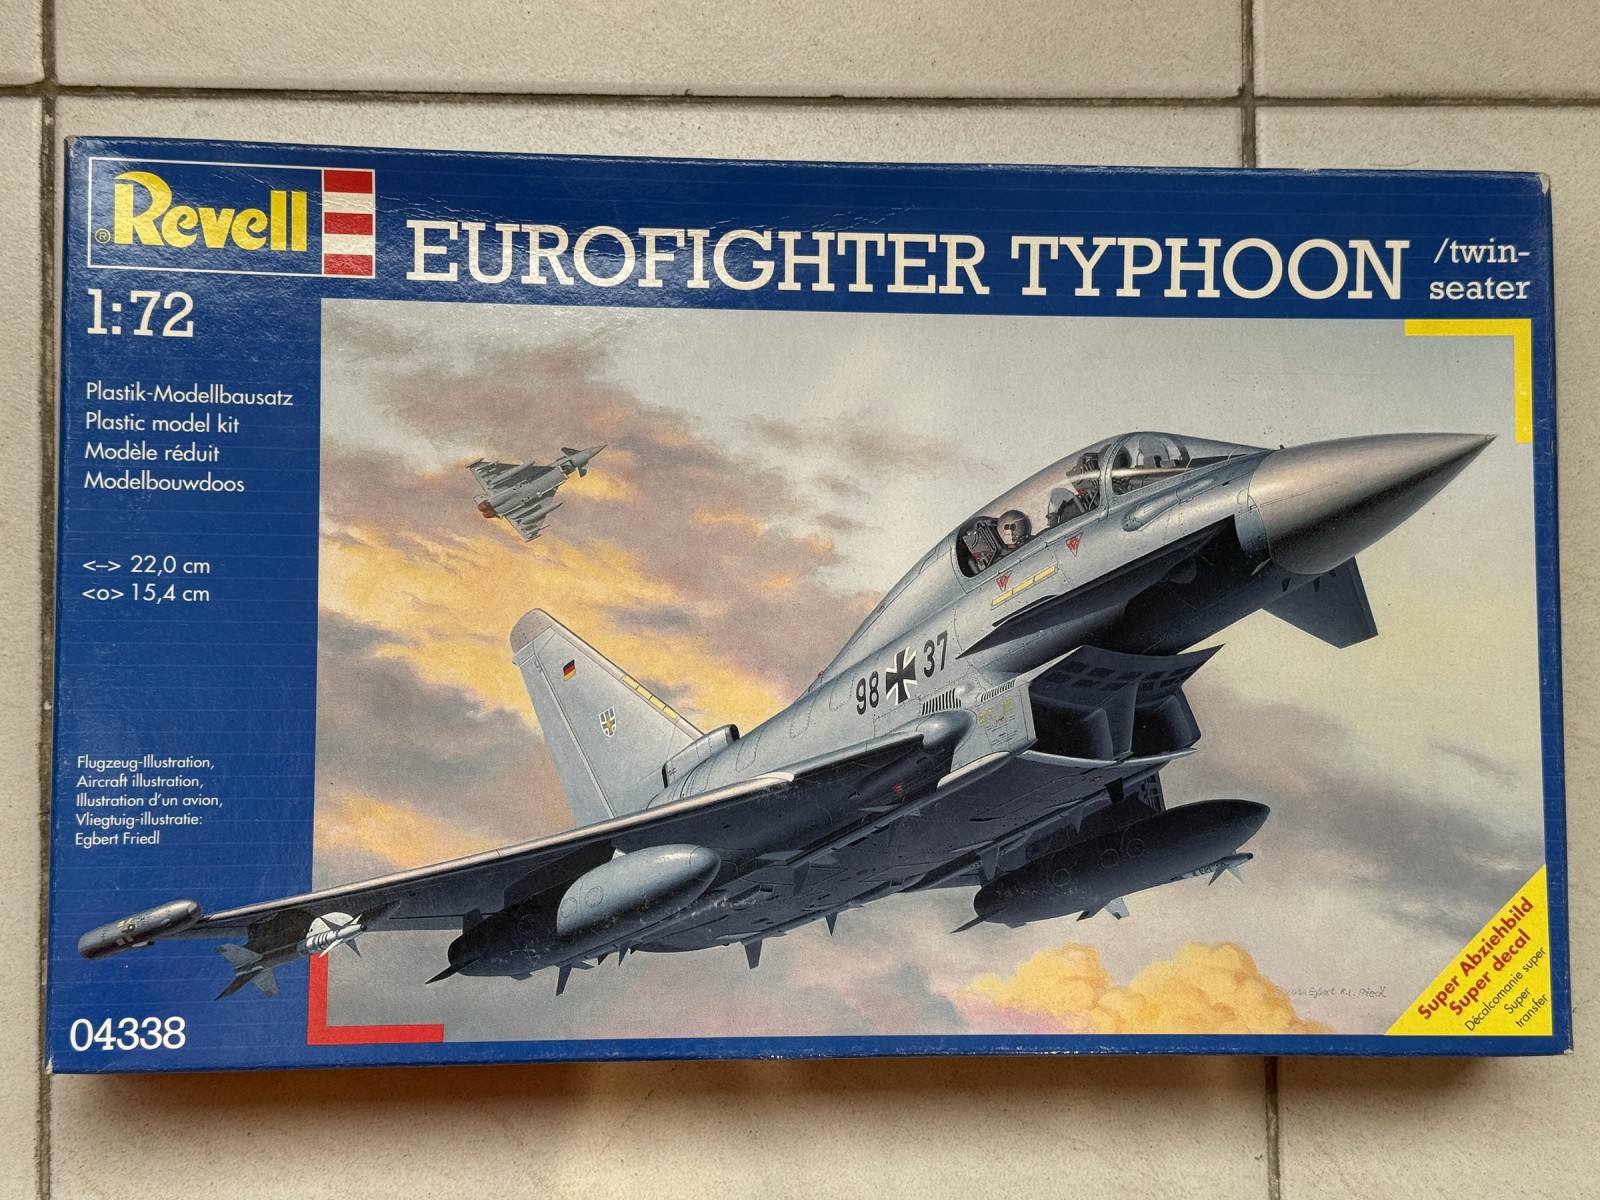 ® Revell
EUROFIGHTER TYPHOON /twin-
seater
1:72
Plastik-Modellbausatz
Plastic model kit
Modèle réduit
Modelbouwdoos
<–> 22,0 cm
<o> 15,4 cm
98 37
Flugzeug-Illustration,
Aircraft illustration,
Illustration d'un avion,
Vliegtuig-illustratie:
Egbert Friedl
04338
Super Abziehbild
Super decal
Décalcomanie super
Super
transfer